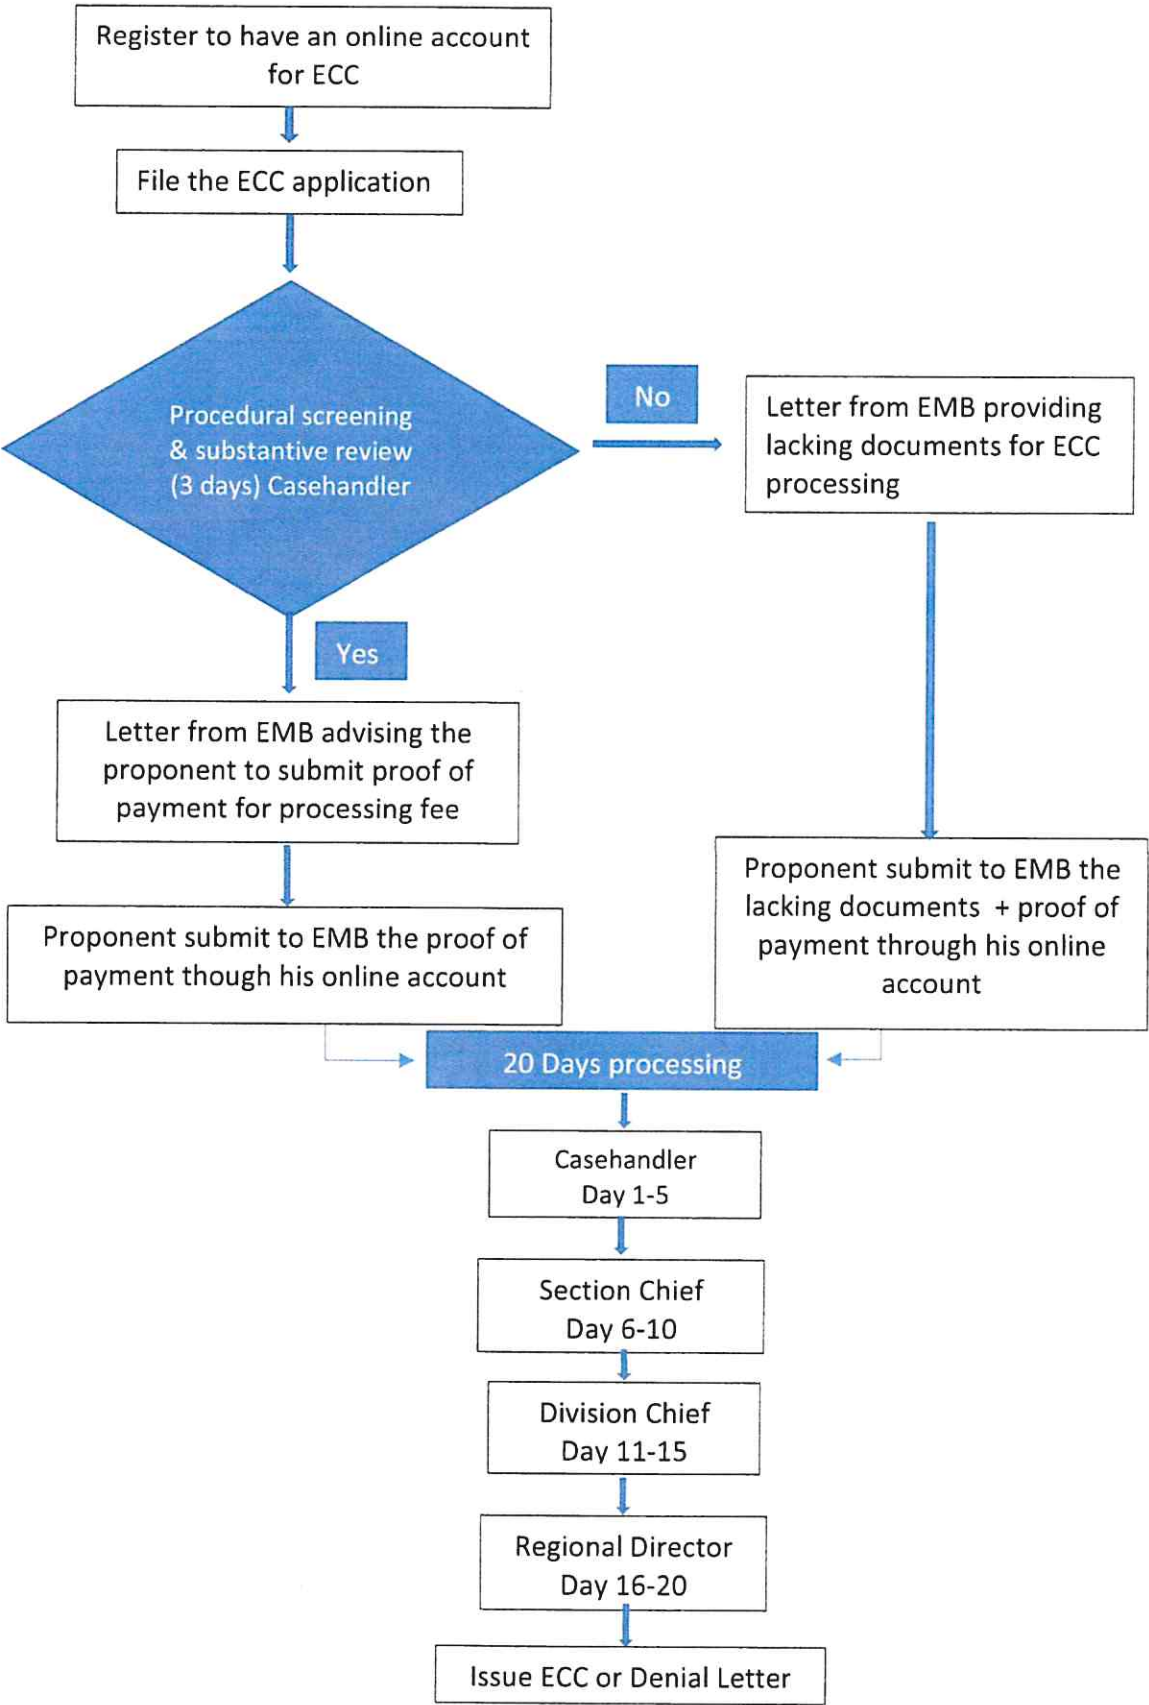 Register to have an online account
for ECC
File the ECC application
Procedural screening
& substantive review
(3 days) Casehandler
No
Letter from EMB providing
lacking documents for ECC
processing
Yes
Letter from EMB advising the
proponent to submit proof of
payment for processing fee
Proponent submit to EMB the
lacking documents + proof of
payment through his online
account
Proponent submit to EMB the proof of
payment though his online account
20 Days processing
Casehandler
Day 1-5
Section Chief
Day 6-10
Division Chief
Day 11-15
Regional Director
Day 16-20
Issue ECC or Denial Letter